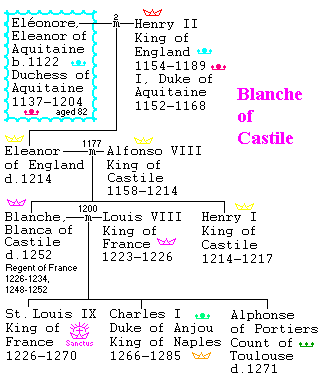 Eléonore,
Eleanor of
Aquitaine
b.1122
Duchess of
Aquitaine
1137-1204
aged 82
2
m
Henry II
King of
England
1154-1189
I, Duke of
Aquitaine
1152-1168
Blanche
of
Castile
Eleanor
of England
d.1214
1177
m
Alfonso VIII
King of
Castile
1158-1214
Blanche,
Blanca of
Castile
d.1252
Regent of France
1226-1234,
1248-1252
1200
m
Louis VIII
King of
France
1223-1226
Henry I
King of
Castile
1214-1217
St. Louis IX
King of
France
Sanctus
1226-1270
Charles I
Duke of Anjou
King of Naples
1266-1285
Alphonse
of Portiers
Count of
Toulouse
d.1271